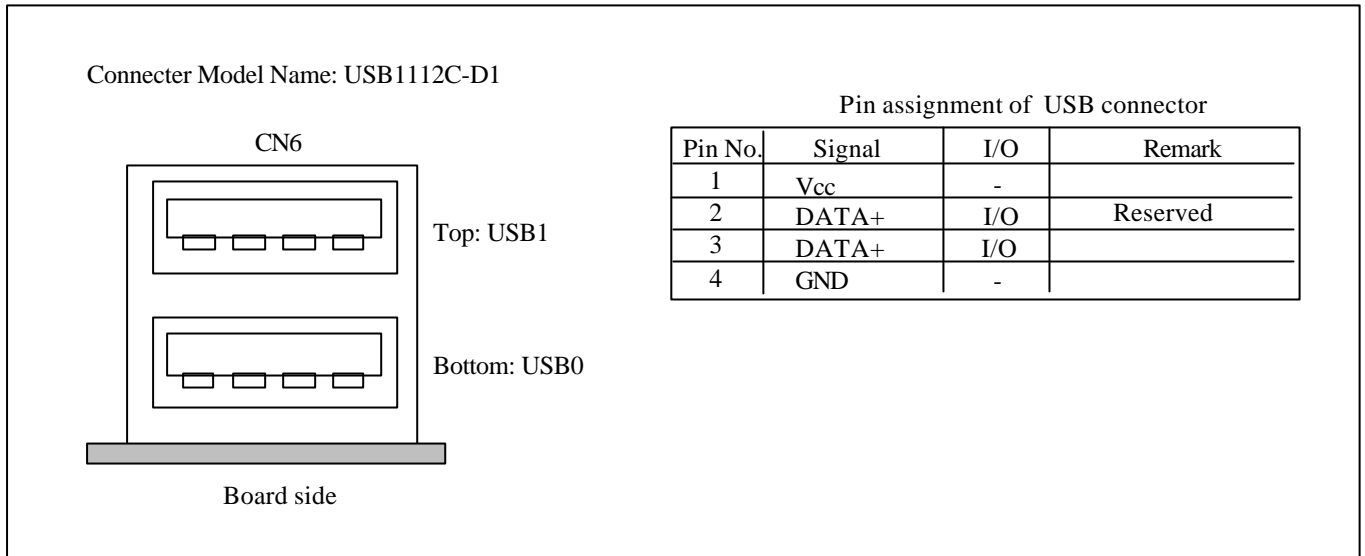 Connecter Model Name: USB1112C-D1
CN6
Top: USB1
Bottom: USB0
Board side
Pin assignment of USB connector
Pin No. Signal I/O Remark
1 Vcc -
2 DATA+ I/O Reserved
3 DATA+ I/O
4 GND -